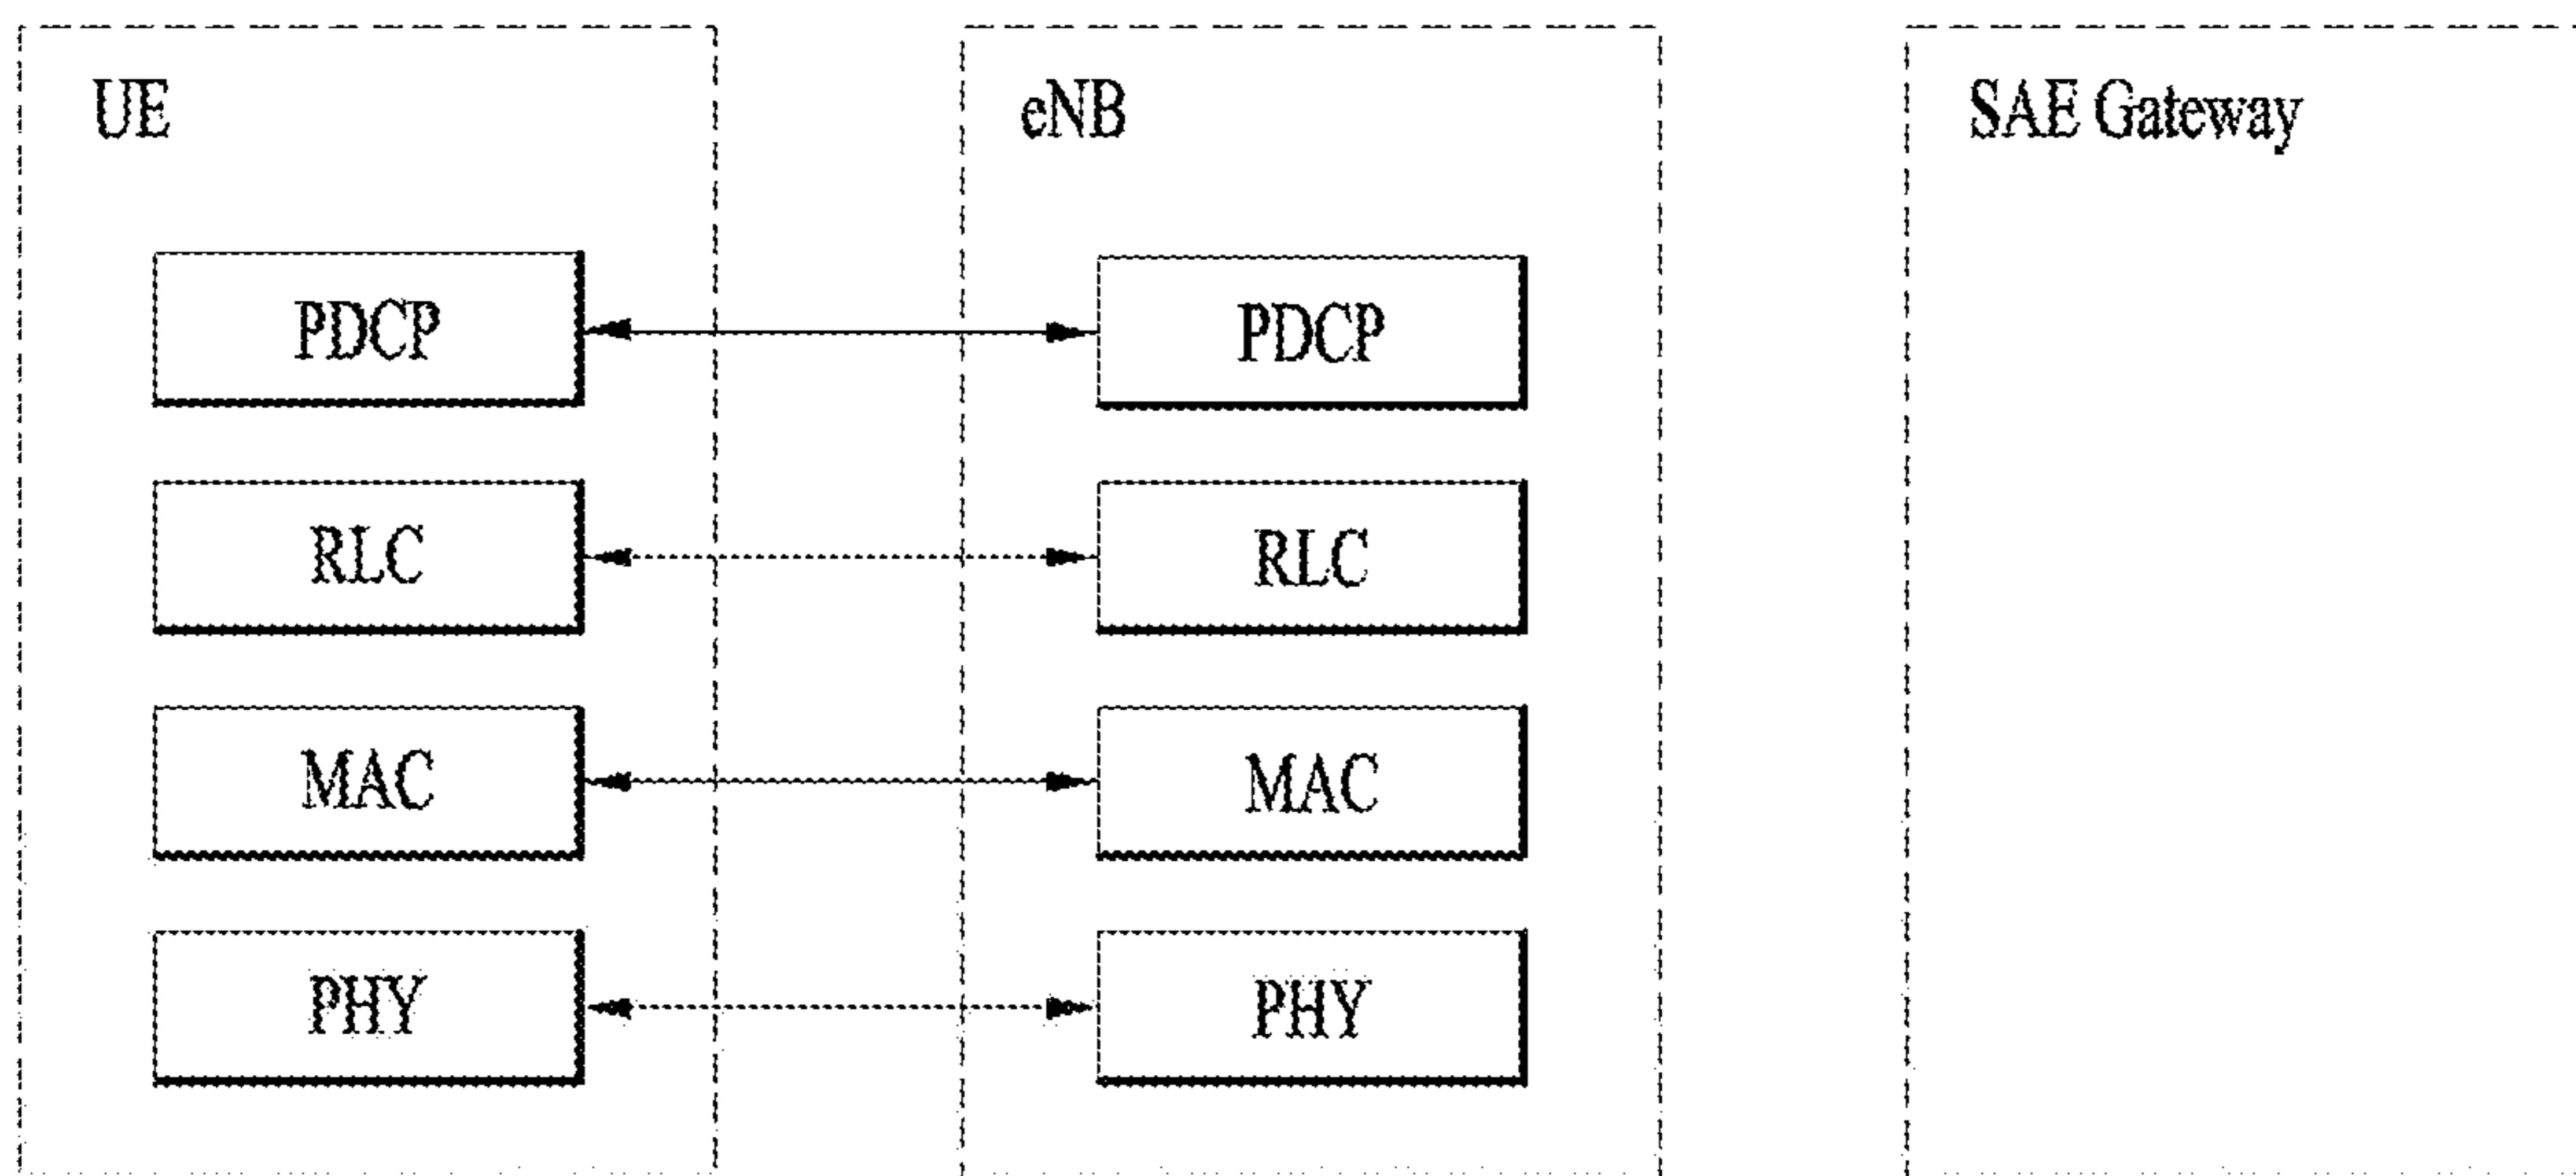 UE
eNB
SAE Gateway
PDCP
PDCP
RLC
RLC
MAC
MAC
PHY
PHY